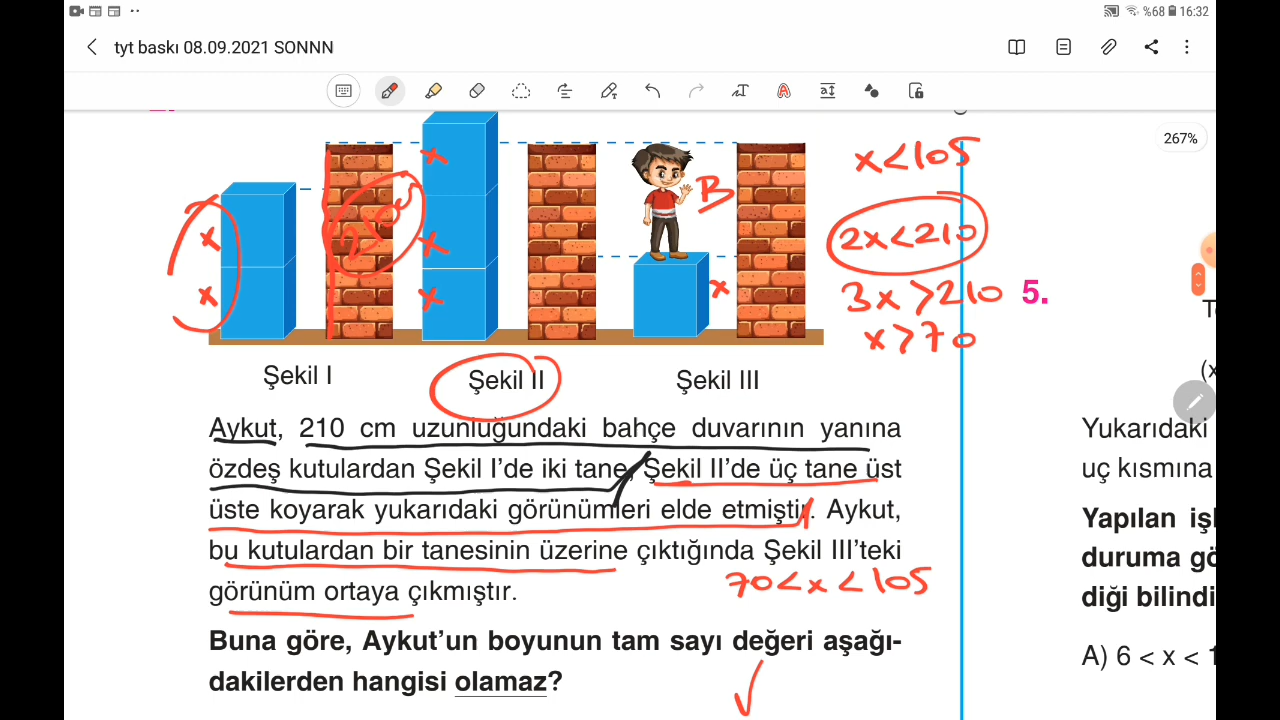 %68 16:32
tyt baskı 08.09.2021 SONNN
267%
x
x
210
x
x
x
B
x
x<105
2x<210
3x>210
x>70
Şekil I
Şekil II
Şekil III
Aykut, 210 cm uzunluğundaki bahçe duvarının yanına
özdeş kutulardan Şekil I'de iki tane, Şekil II'de üç tane üst
üste koyarak yukarıdaki görünümleri elde etmiştir. Aykut,
bu kutulardan bir tanesinin üzerine çıktığında Şekil III'teki
görünüm ortaya çıkmıştır.
70<x<105
Buna göre, Aykut'un boyunun tam sayı değeri aşağı-
dakilerden hangisi olamaz?
5.
(x
Yukarıdaki
uç kısmına
Yapılan
duruma
diği
A) 6 < x <